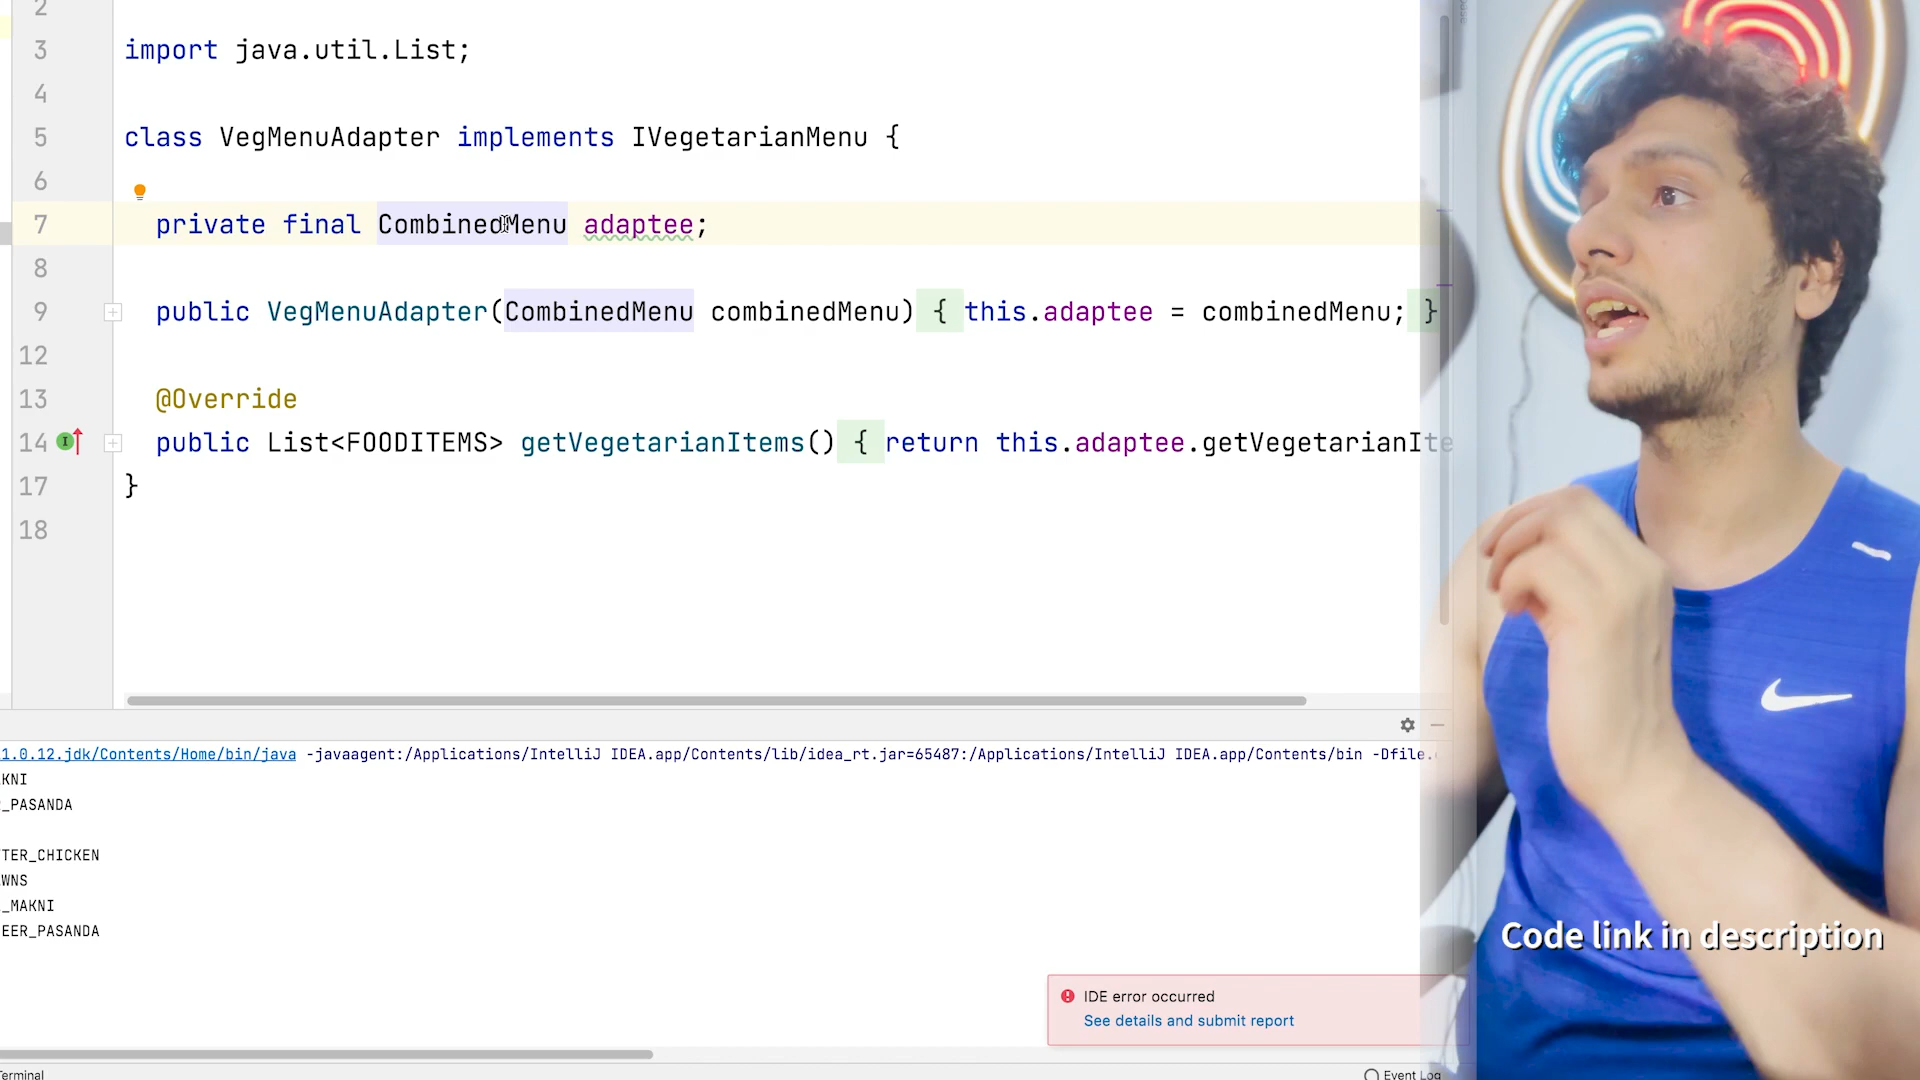 2
3 import java.util.List;
4
5 class VegMenuAdapter implements IVegetarianMenu {
6
7 private final CombinedMenu adaptee;
8
9 public VegMenuAdapter(CombinedMenu combinedMenu) { this.adaptee = combinedMenu; }
12
13 @Override
14 public List<FOODITEMS> getVegetarianItems() { return this.adaptee.getVegetarianIte
17 }
18
1.0.12.jdk/Contents/Home/bin/java -javaagent:/Applications/IntelliJ IDEA.app/Contents/lib/idea_rt.jar=65487:/Applications/IntelliJ IDEA.app/Contents/bin -Dfile.
KNI
_PASANDA
TER_CHICKEN
WNS
_MAKNI
EER_PASANDA
Code link in description
IDE error occurred
See details and submit report
Terminal
Event Log